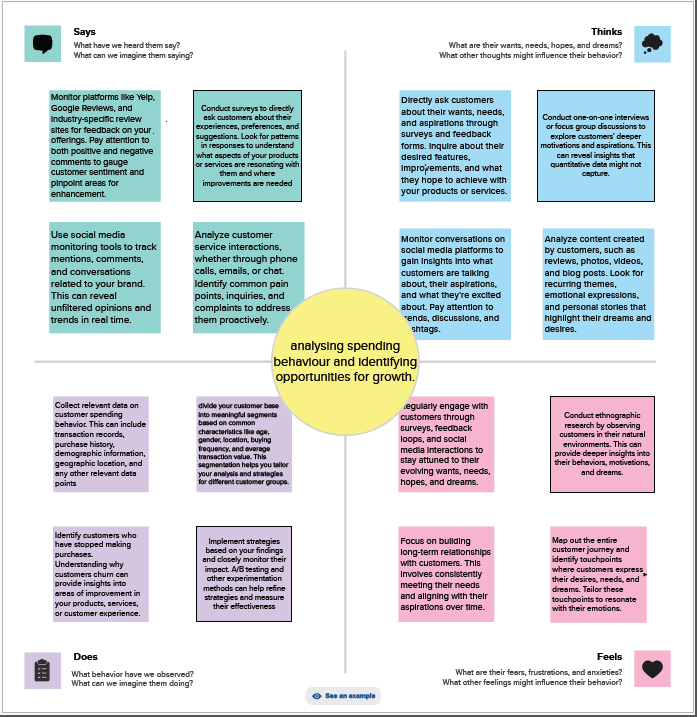 Says
What have we heard them say?
What can we imagine them saying?
Thinks
What are their wants, needs, hopes, and dreams?
What other thoughts might influence their behavior?
Monitor platforms like Yelp,
Google Reviews, and
industry-specific review
sites for feedback on your
offerings. Pay attention to
both positive and negative
comments to gauge
customer sentiment and
pinpoint areas for
enhancement.
Conduct surveys to directly
ask customers about their
experiences, preferences, and
suggestions. Look for patterns
in responses to understand
what aspects of your products
or services are resonating with
them and where
improvements are needed
Directly ask customers
about their wants, needs,
and aspirations through
surveys and feedback
forms. Inquire about their
desired features,
improvements, and what
they hope to achieve with
your products or services.
Conduct one-on-one interviews
or focus group discussions to
explore customers' deeper
motivations and aspirations. This
can reveal insights that
quantitative data might not
capture.
Use social media
monitoring tools to track
mentions, comments,
and conversations
related to your brand.
This can reveal
unfiltered opinions and
trends in real time.
Analyze customer
service interactions,
whether through phone
calls, emails, or chat.
Identify common pain
points, inquiries, and
complaints to address
them proactively.
Monitor conversations on
social media platforms to
gain insights into what
customers are talking
about, their aspirations,
and what they're excited
about. Pay attention to
trends, discussions, and
hashtags.
Analyze content created
by customers, such as
reviews, photos, videos,
and blog posts. Look for
recurring themes,
emotional expressions,
and personal stories that
highlight their dreams and
desires.
analysing spending
behaviour and identifying
opportunities for growth.
Collect relevant data on
customer spending
behavior. This can include
transaction records,
purchase history,
demographic information,
geographic location, and
any other relevant data
points
divide your customer base
into meaningful segments
based on common
characteristics like age,
gender, location, buying
frequency, and average
transaction value. This
segmentation helps you tailor
your analysis and strategies
for different customer groups.
Regularly engage with
customers through
surveys, feedback
loops, and social
media interactions to
stay attuned to their
evolving wants, needs,
hopes, and dreams.
Conduct ethnographic
research by observing
customers in their natural
environments. This can
provide deeper insights into
their behaviors, motivations,
and dreams.
Identify customers who
have stopped making
purchases.
Understanding why
customers churn can
provide insights into
areas of improvement in
your products, services,
or customer experience.
Implement strategies
based on your findings
and closely monitor their
impact. A/B testing and
other experimentation
methods can help refine
strategies and measure
their effectiveness
Focus on building
long-term relationships
with customers. This
involves consistently
meeting their needs
and aligning with their
aspirations over time.
Map out the entire
customer journey and
identify touchpoints
where customers express
their desires, needs, and
dreams. Tailor these
touchpoints to resonate
with their emotions.
Does
What behavior have we observed?
What can we imagine them doing?
Feels
What are their fears, frustrations, and anxieties?
What other feelings might influence their behavior?
See an example